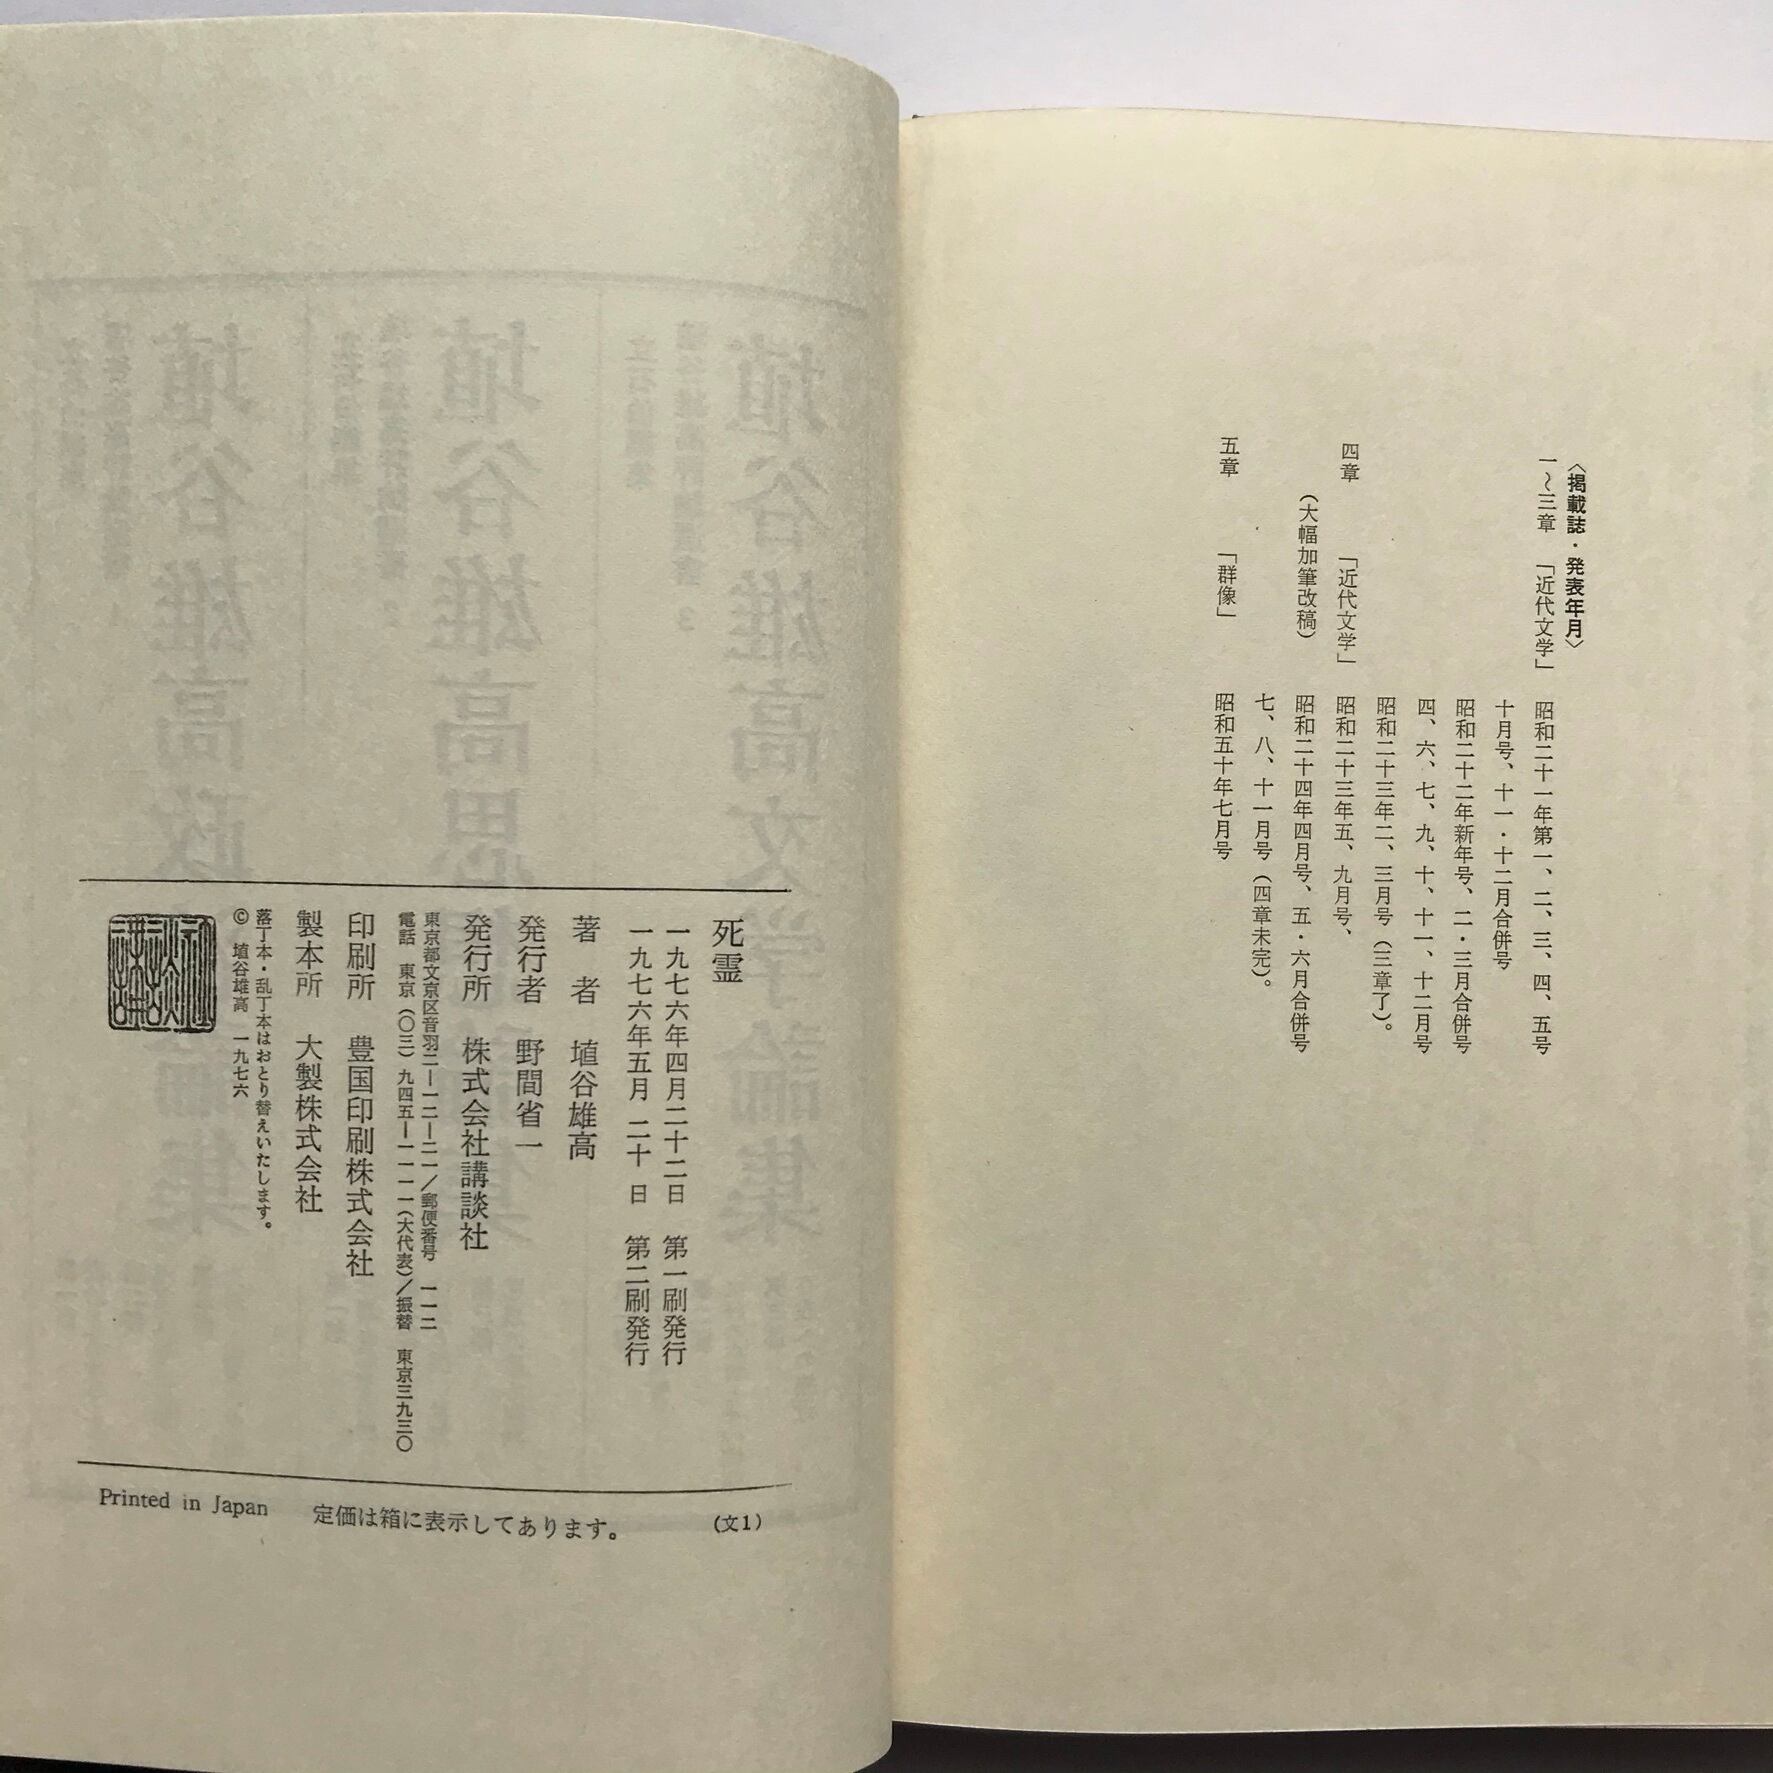 〈掲載誌・発表年月〉
一〜三章 「近代文学」 昭和二十一年第一、二、三、四、五号
十月号、十一・十二月合併号
昭和二十二年新年号、二・三月合併号
四、六、七、九、十、十一、十二月号
昭和二十三年二、三月号（三章了）。
四章 「近代文学」 昭和二十三年五、九月号、
（大幅加筆改稿） 昭和二十四年四月号、五・六月合併号
七、八、十一月号（四章未完）。
五章 「群像」 昭和五十年七月号
死霊
一九七六年四月二十二日 第一刷発行
一九七六年五月 二十 日 第二刷発行
著 者 埴谷雄高
発行者 野間省一
発行所 株式会社講談社
東京都文京区音羽二ー一二ー二一／郵便番号 一一二
電話 東京（〇三）九四五ー一一一一（大代表）／振替 東京三九三〇
印刷所 豊国印刷株式会社
製本所 大製株式会社
落丁本・乱丁本はおとり替えいたします。
© 埴谷雄高 一九七六
Printed in Japan 定価は箱に表示してあります。 (文1)